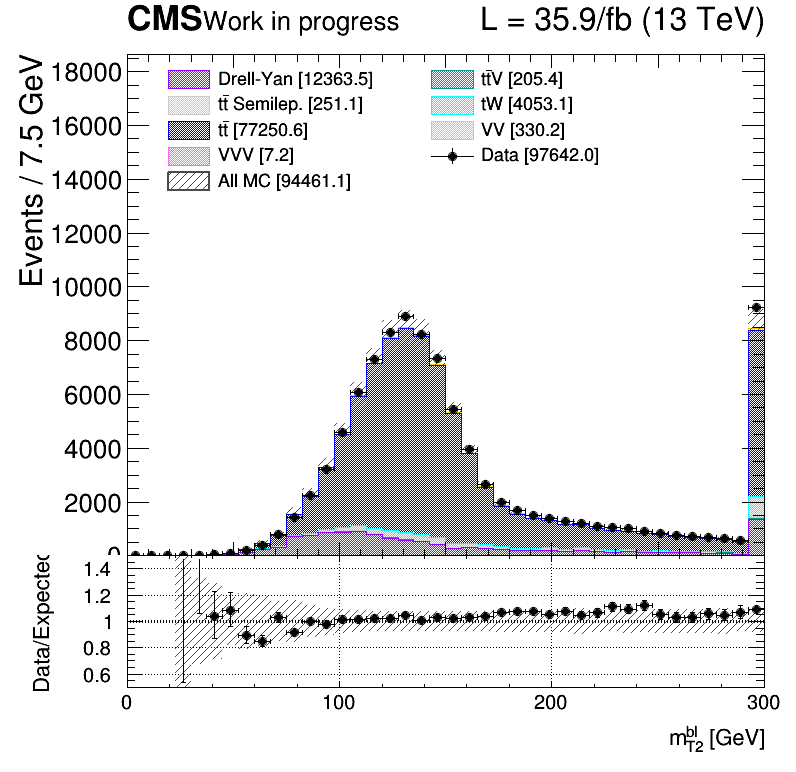 CMS Work in progress L = 35.9/fb (13 TeV)
Events / 7.5 GeV
18000
16000
14000
12000
10000
8000
6000
4000
2000
0
Drell-Yan [12363.5]
tt̄ Semilep. [251.1]
tt̄ [77250.6]
VVV [7.2]
All MC [94461.1]
tt̄V [205.4]
tW [4053.1]
VV [330.2]
Data [97642.0]
Data/Expected
1.4
1.2
1
0.8
0.6
0 100 200 300
m_T2^bl [GeV]